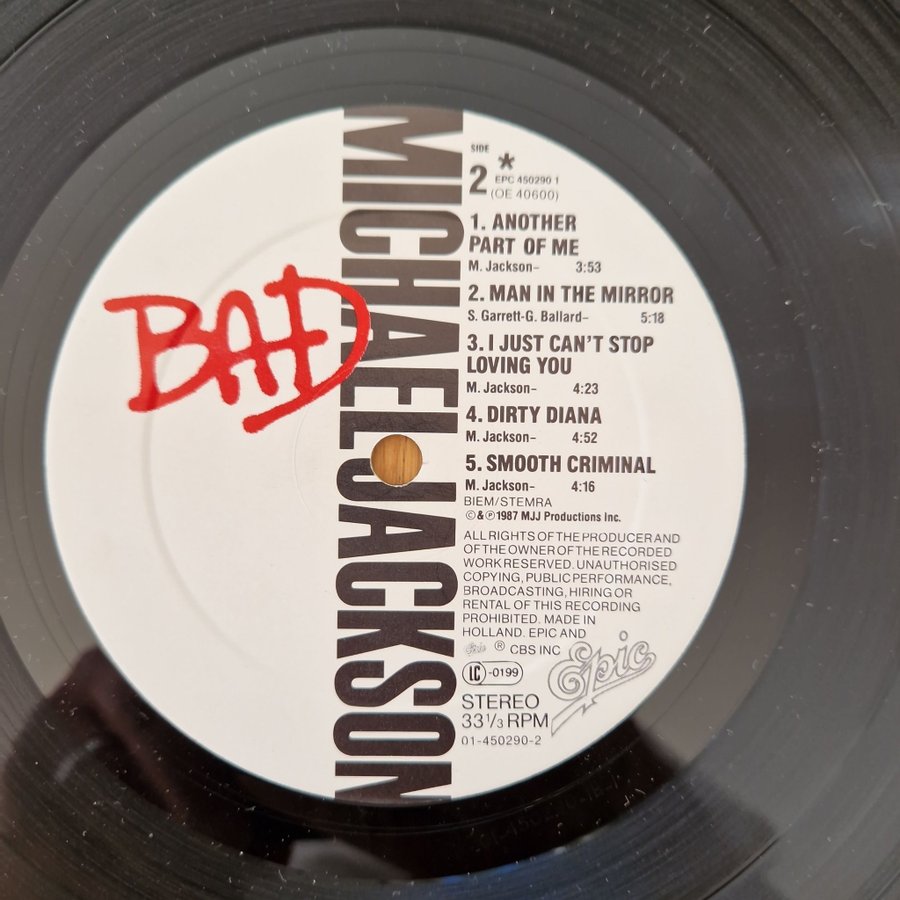 BAD
MICHAEL JACKSON
SIDE
2 *
EPC 450290 1
(OE 40600)
1. ANOTHER
PART OF ME
M. Jackson– 3:53
2. MAN IN THE MIRROR
S. Garrett-G. Ballard– 5:18
3. I JUST CAN'T STOP
LOVING YOU
M. Jackson– 4:23
4. DIRTY DIANA
M. Jackson– 4:52
5. SMOOTH CRIMINAL
M. Jackson– 4:16
BIEM/STEMRA
©&℗1987 MJJ Productions Inc.
ALL RIGHTS OF THE PRODUCER AND
OF THE OWNER OF THE RECORDED
WORK RESERVED. UNAUTHORISED
COPYING, PUBLIC PERFORMANCE,
BROADCASTING, HIRING OR
RENTAL OF THIS RECORDING
PROHIBITED. MADE IN
HOLLAND. EPIC AND
Epic ® CBS INC
LC -0199
Epic
STEREO
33 1/3 RPM
01-450290-2